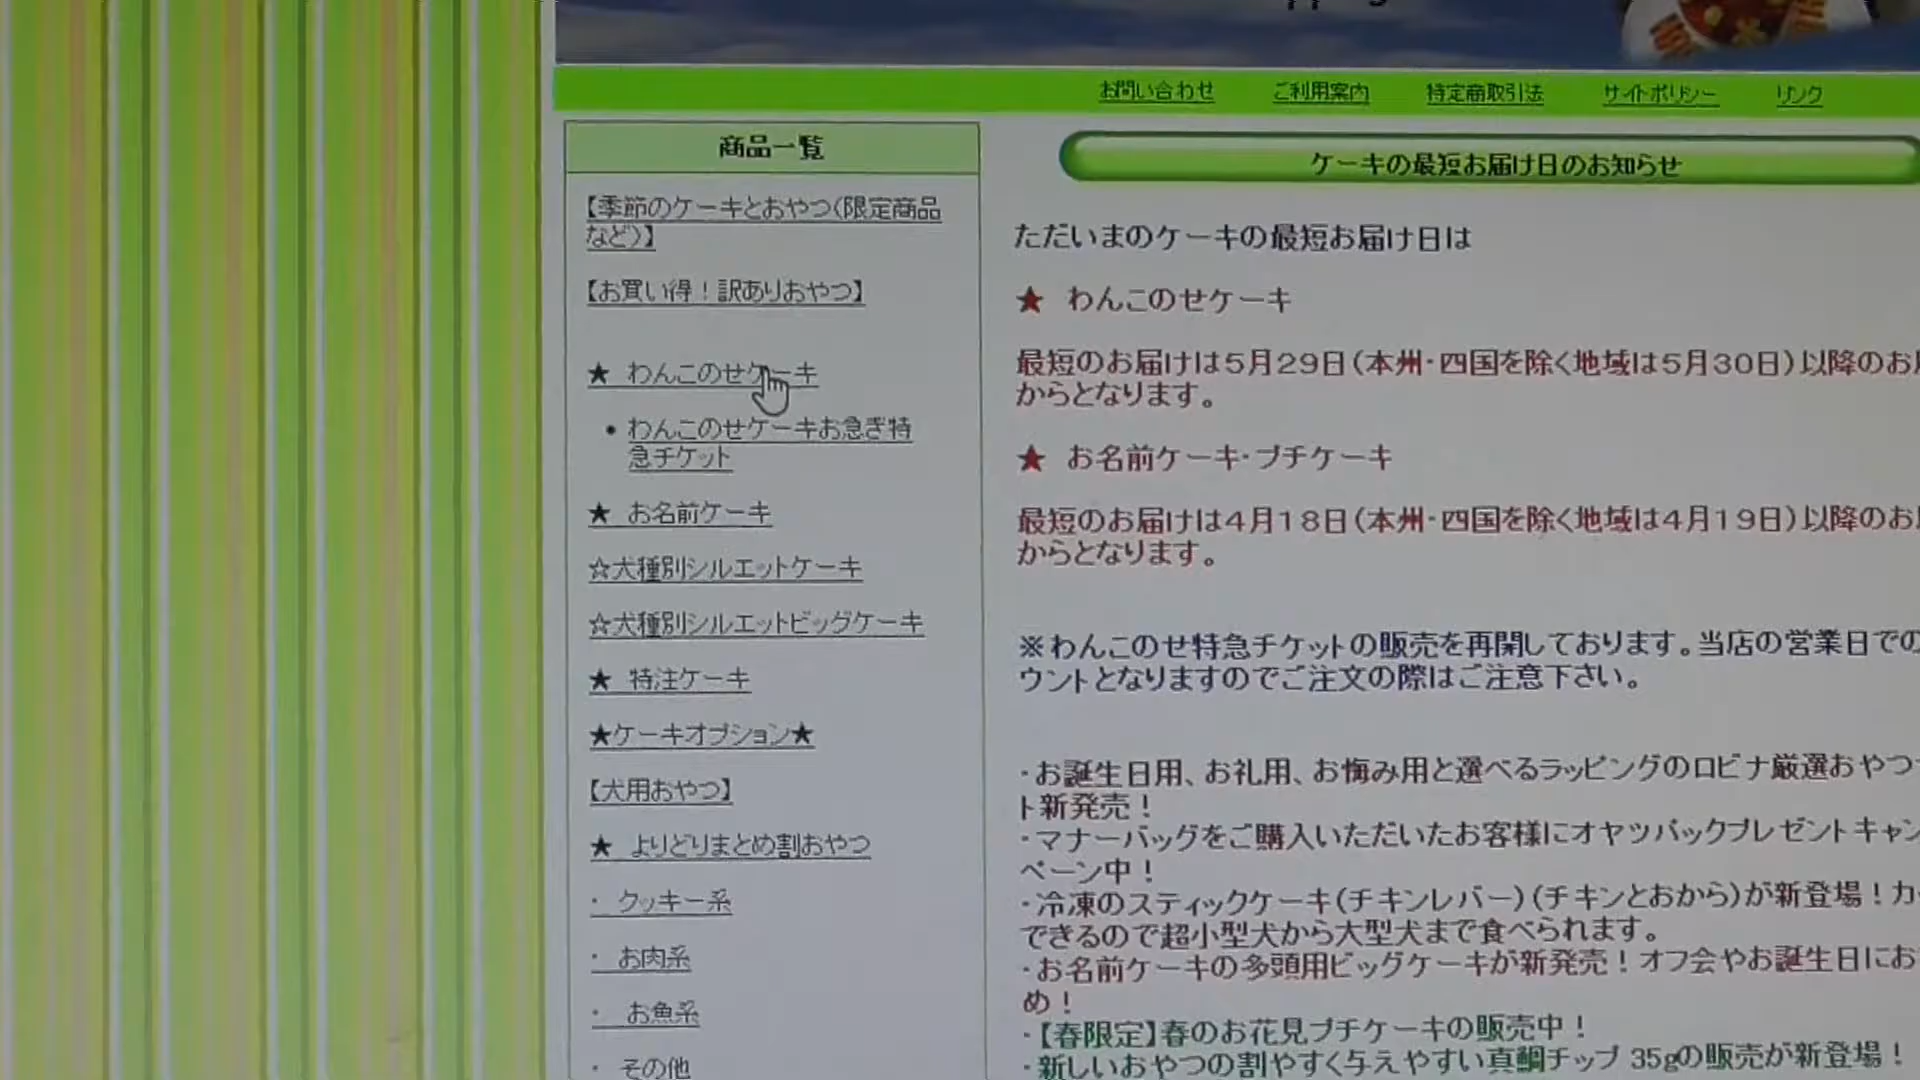 お問い合わせ ご利用案内 特定商取引法 サイトポリシー リンク
商品一覧
【季節のケーキとおやつ(限定商品
など)】
【お買い得！訳ありおやつ】
★ わんこのせケーキ
・わんこのせケーキお急ぎ特
急チケット
★ お名前ケーキ
☆犬種別シルエットケーキ
☆犬種別シルエットビッグケーキ
★ 特注ケーキ
★ケーキオプション★
【犬用おやつ】
★ よりどりまとめ割おやつ
・ クッキー系
・ お肉系
・ お魚系
・ その他
ケーキの最短お届け日のお知らせ
ただいまのケーキの最短お届け日は
★ わんこのせケーキ
最短のお届けは5月29日(本州・四国を除く地域は5月30日)以降のお
からとなります。
★ お名前ケーキ・プチケーキ
最短のお届けは4月18日(本州・四国を除く地域は4月19日)以降のお
からとなります。
※わんこのせ特急チケットの販売を再開しております。当店の営業日での
ウントとなりますのでご注文の際はご注意下さい。
・お誕生日用、お礼用、お悔み用と選べるラッピングのロビナ厳選おやつ
ト新発売！
・マナーバッグをご購入いただいたお客様にオヤツパックプレゼントキャン
ペーン中！
・冷凍のスティックケーキ(チキンレバー)(チキンとおから)が新登場！カ
できるので超小型犬から大型犬まで食べられます。
・お名前ケーキの多頭用ビッグケーキが新発売！オフ会やお誕生日にお
め！
・【春限定】春のお花見プチケーキの販売中！
・新しいおやつの割やすく与えやすい真鯛チップ 35gの販売が新登場！